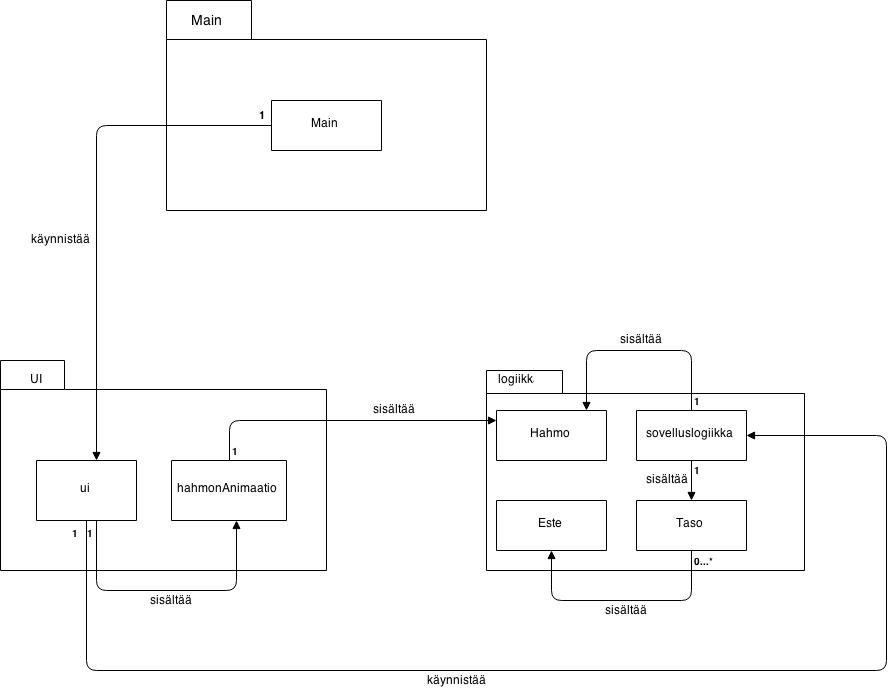 Main
Main
1
käynnistää
sisältää
UI
logiikk
sisältää
1
1
Hahmo
sovelluslogiikka
ui
hahmonAnimaatio
sisältää
1
Este
Taso
1
1
0...*
sisältää
sisältää
käynnistää